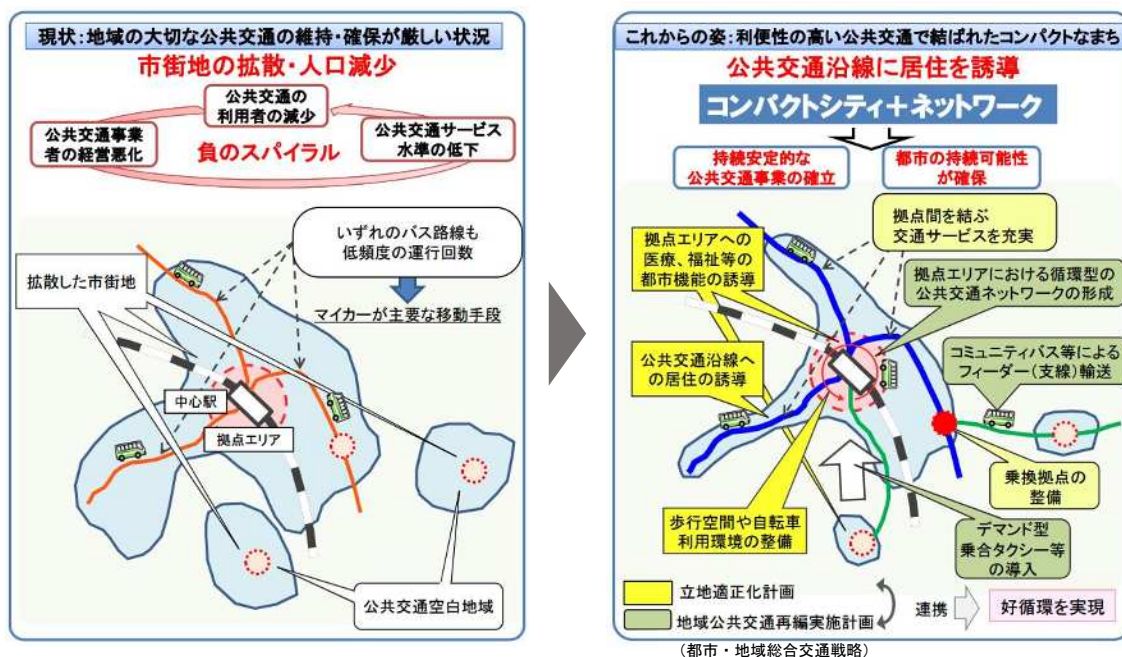 現状：地域の大切な公共交通の維持・確保が厳しい状況
市街地の拡散・人口減少
公共交通の
利用者の減少
公共交通事業
者の経営悪化
負のスパイラル
公共交通サービス
水準の低下
いずれのバス路線も
低頻度の運行回数
拡散した市街地
マイカーが主要な移動手段
中心駅
拠点エリア
公共交通空白地域
これからの姿：利便性の高い公共交通で結ばれたコンパクトなまち
公共交通沿線に居住を誘導
コンパクトシティ＋ネットワーク
持続安定的な
公共交通事業の確立
都市の持続可能性
が確保
拠点エリアへの
医療、福祉等の
都市機能の誘導
拠点間を結ぶ
交通サービスを充実
拠点エリアにおける循環型の
公共交通ネットワークの形成
公共交通沿線へ
の居住の誘導
コミュニティバス等による
フィーダー（支線）輸送
乗換拠点の
整備
歩行空間や自転車
利用環境の整備
デマンド型
乗合タクシー等
の導入
立地適正化計画
地域公共交通再編実施計画
連携
好循環を実現
（都市・地域総合交通戦略）